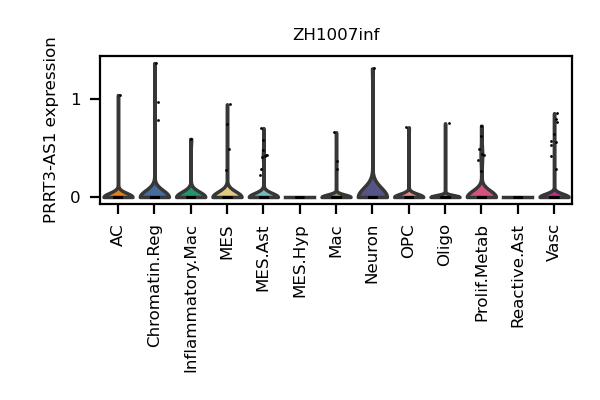 ZH1007inf
PRRT3-AS1 expression
1
0
AC
Chromatin.Reg
Inflammatory.Mac
MES
MES.Ast
MES.Hyp
Mac
Neuron
OPC
Oligo
Prolif.Metab
Reactive.Ast
Vasc